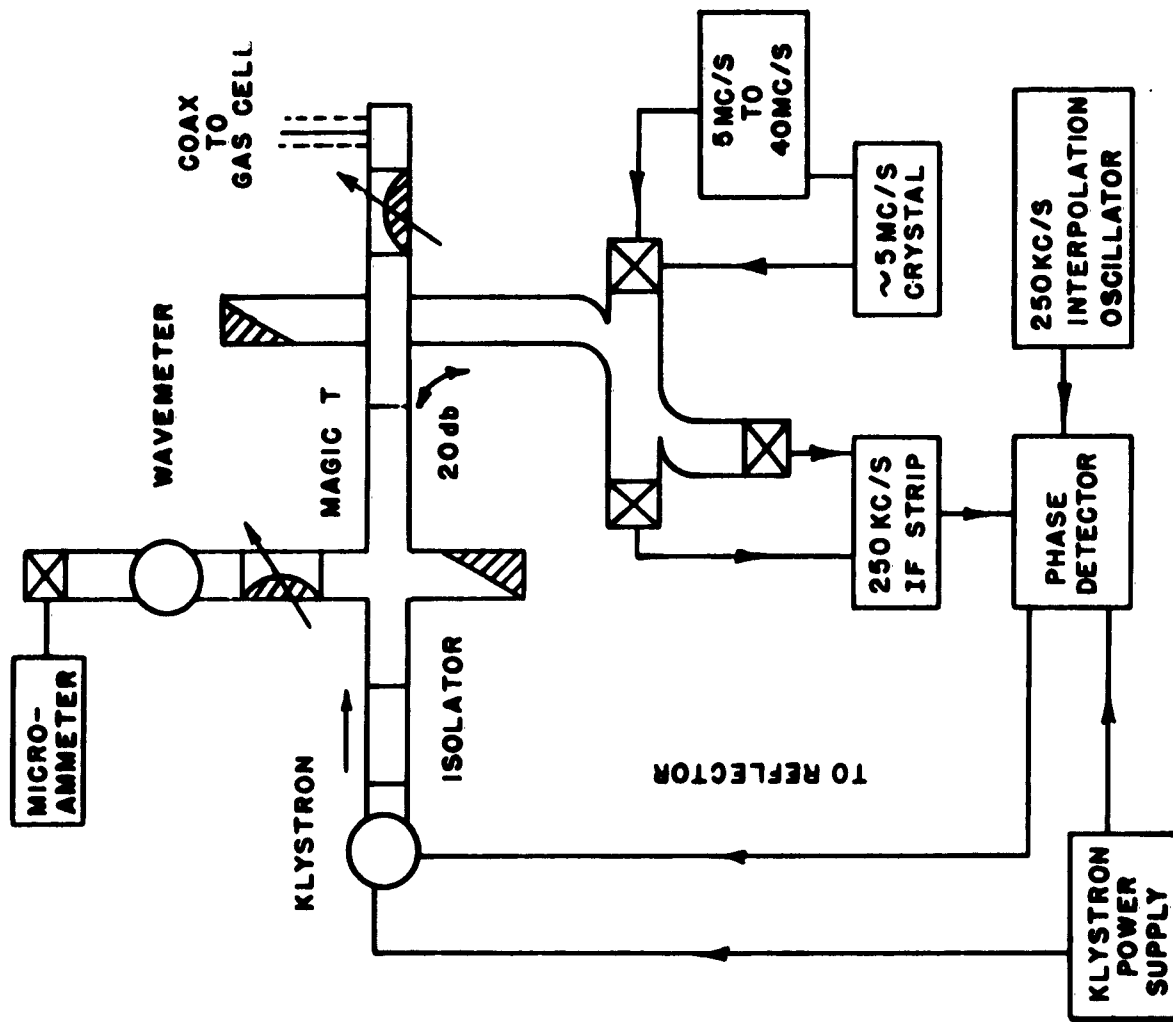 MICRO-
AMMETER
WAVEMETER
COAX
TO
GAS CELL
MAGIC T
KLYSTRON
ISOLATOR
20db
5MC/S
TO
40MC/S
~5MC/S
CRYSTAL
TO REFLECTOR
250KC/S
IF STRIP
250KC/S
INTERPOLATION
OSCILLATOR
PHASE
DETECTOR
KLYSTRON
POWER
SUPPLY